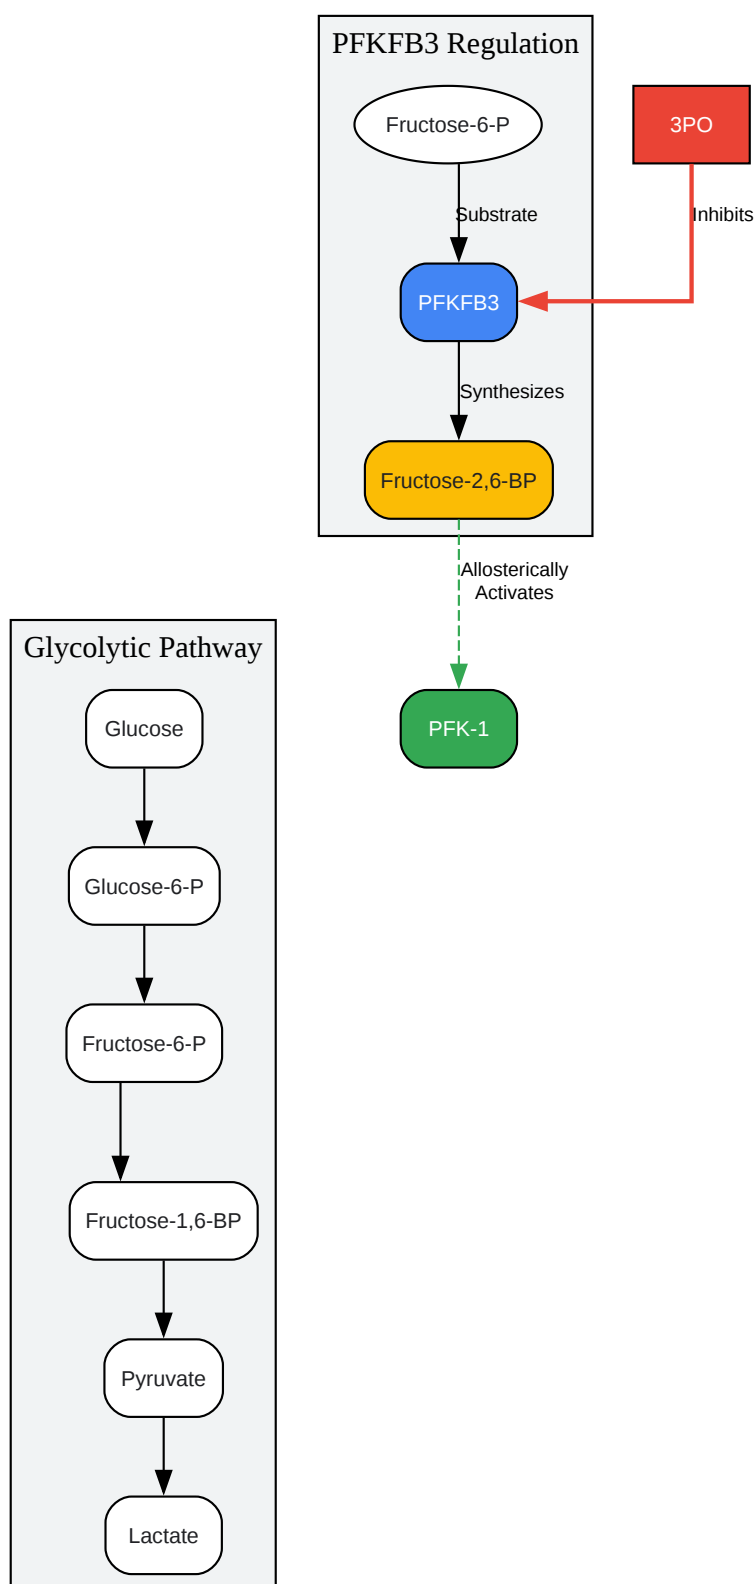 PFKFB3 Regulation
Fructose-6-P
3PO
Substrate
Inhibits
PFKFB3
Synthesizes
Fructose-2,6-BP
Allosterically
Activates
Glycolytic Pathway
Glucose
PFK-1
Glucose-6-P
Fructose-6-P
Fructose-1,6-BP
Pyruvate
Lactate